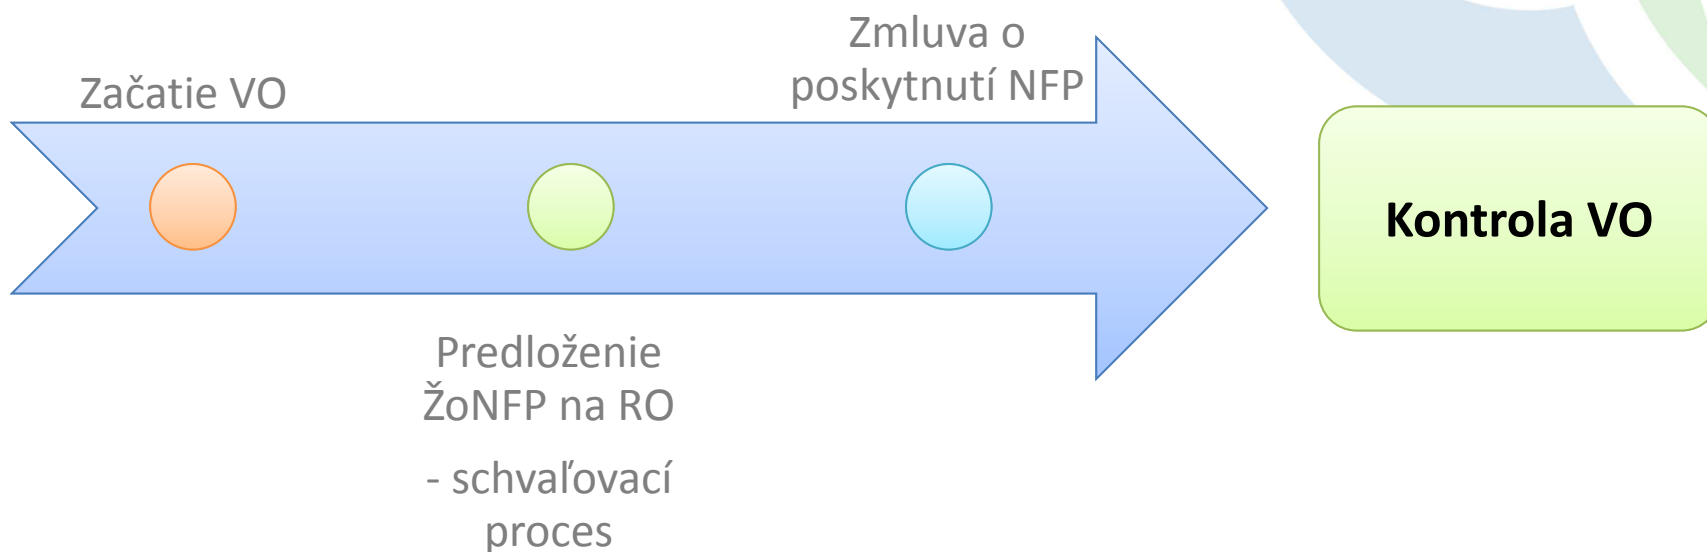 Začatie VO
Predloženie
ŽoNFP na RO
- schvaľovací
proces
Zmluva o
poskytnutí NFP
Kontrola VO